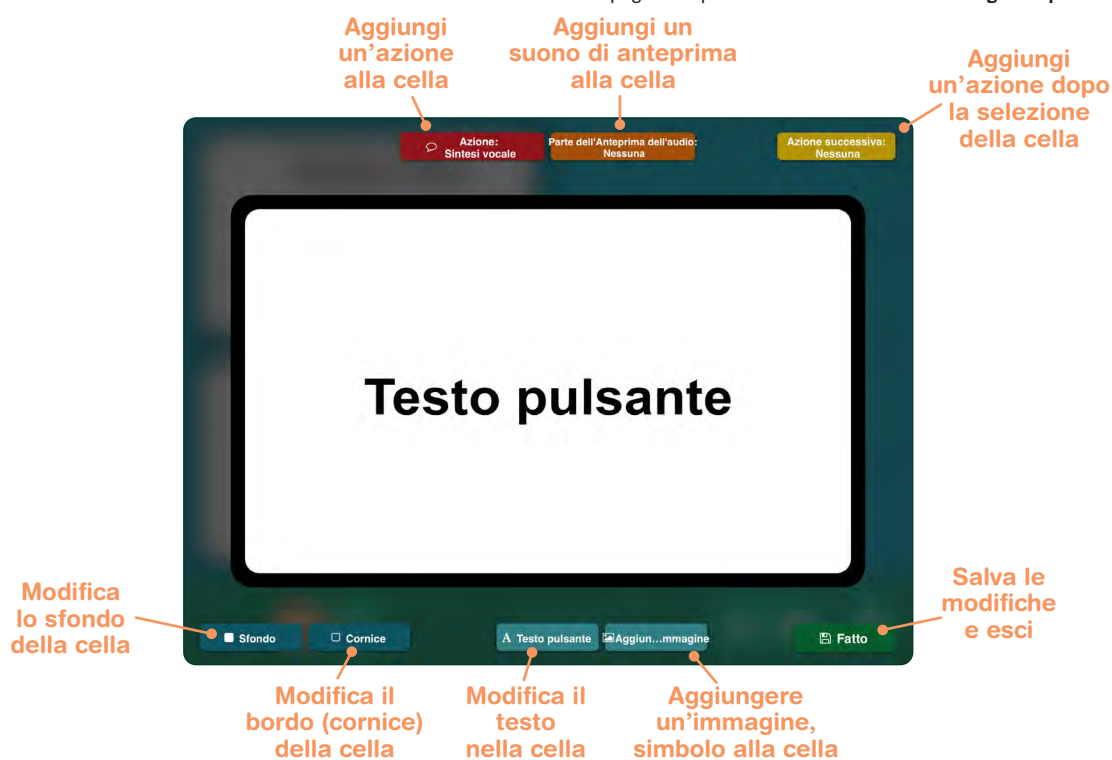 Aggiungi
un'azione
alla cella
Aggiungi un
suono di anteprima
alla cella
Aggiungi
un'azione dopo
la selezione
della cella
Azione:
Sintesi vocale
Parte dell'Anteprima dell'audio:
Nessuna
Azione successiva:
Nessuna
Testo pulsante
Modifica
lo sfondo
della cella
Salva le
modifiche
e esci
Sfondo
Cornice
A Testo pulsante
Aggiun...mmagine
Fatto
Modifica il
bordo (cornice)
della cella
Modifica il
testo
nella cella
Aggiungere
un'immagine,
simbolo alla cella